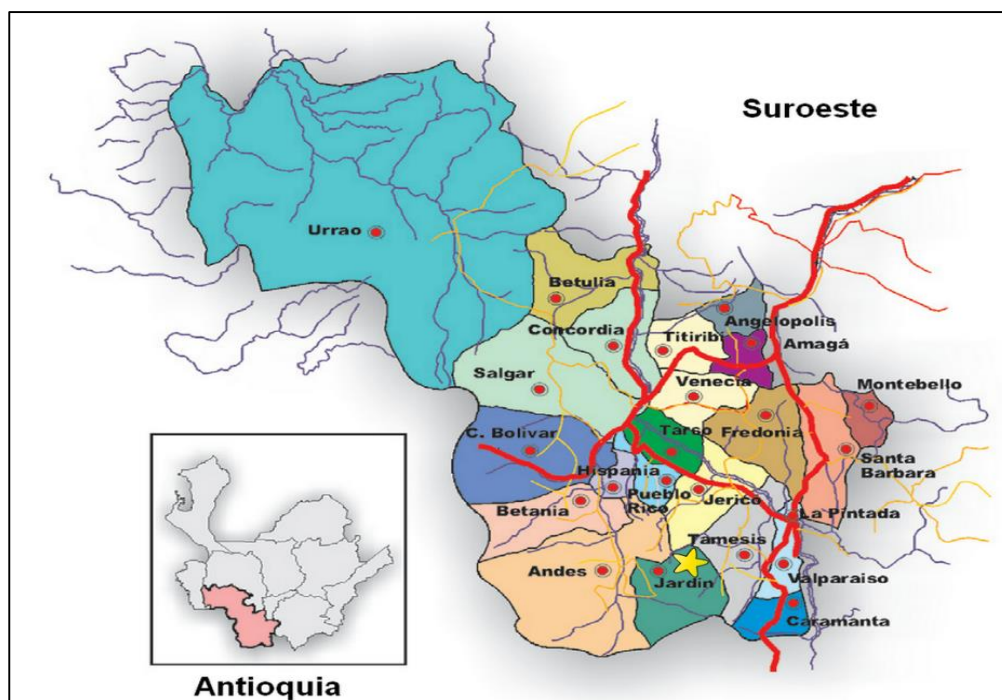 Suroeste
Urrao
Betulia
Angelopolis
Concordia
Titiribi
Amagá
Salgar
Venecia
Montebello
C. Bolivar
Tarso
Fredonia
Hispania
Santa
Barbara
Pueblo
Rico
Jerico
Betania
La Pintada
Tamesis
Andes
Jardin
Valparaiso
Caramanta
Antioquia